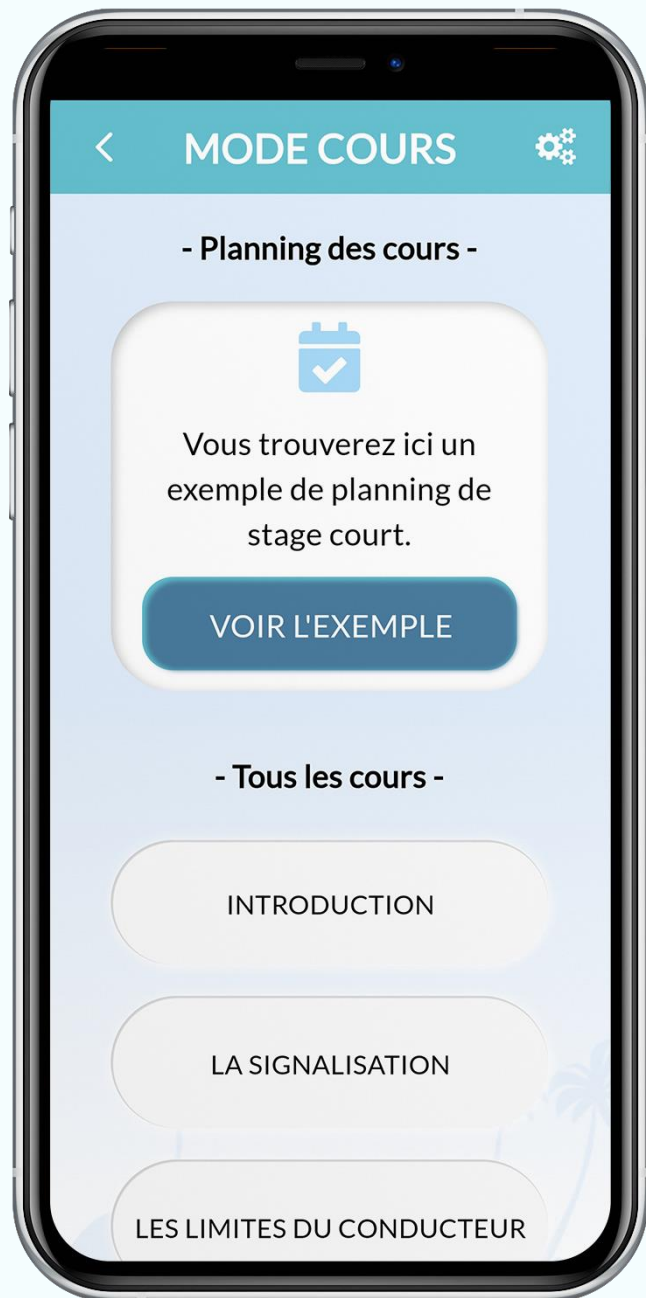 MODE COURS
- Planning des cours -
Vous trouverez ici un
exemple de planning de
stage court.
VOIR L'EXEMPLE
- Tous les cours -
INTRODUCTION
LA SIGNALISATION
LES LIMITES DU CONDUCTEUR